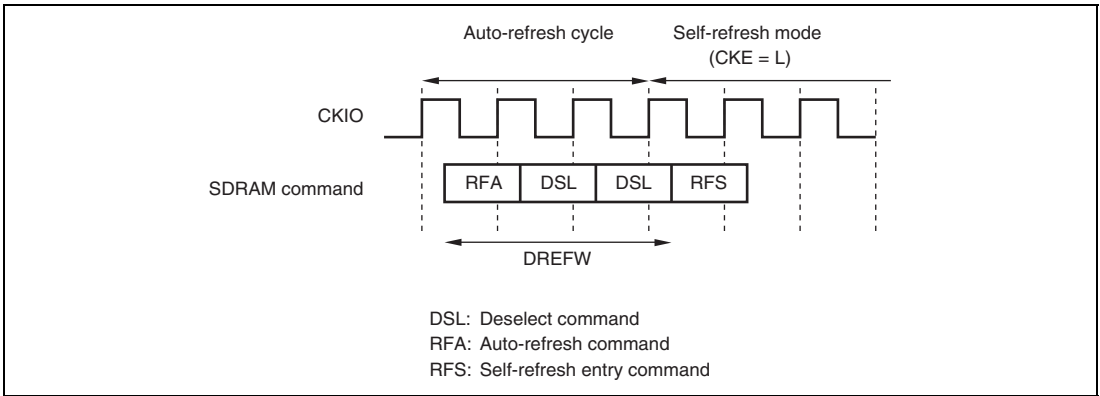 Auto-refresh cycle Self-refresh mode
(CKE = L)
CKIO
SDRAM command RFA DSL DSL RFS
DREFW
DSL: Deselect command
RFA: Auto-refresh command
RFS: Self-refresh entry command